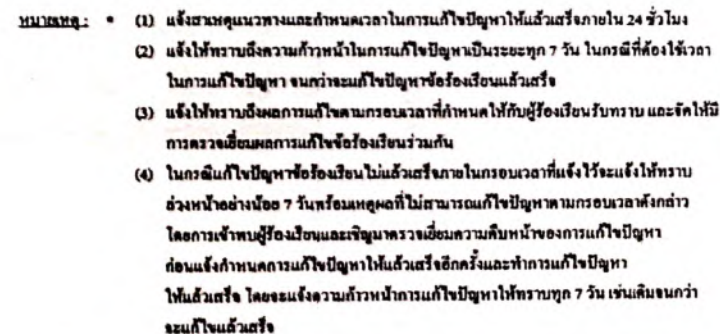 หมายเหตุ : * (1) แจ้งสาเหตุแนวทางและกำหนดเวลาในการแก้ไขปัญหาให้แล้วเสร็จภายใน 24 ชั่วโมง
(2) แจ้งให้ทราบถึงความก้าวหน้าในการแก้ไขปัญหาเป็นระยะทุก 7 วัน ในกรณีที่ต้องใช้เวลา
ในการแก้ไขปัญหา จนกว่าจะแก้ไขปัญหาข้อร้องเรียนแล้วเสร็จ
(3) แจ้งให้ทราบถึงผลการแก้ไขตามกรอบเวลาที่กำหนดให้กับผู้ร้องเรียนรับทราบ และจัดให้มี
การตรวจเยี่ยมผลการแก้ไขข้อร้องเรียนร่วมกัน
(4) ในกรณีแก้ไขปัญหาข้อร้องเรียนไม่แล้วเสร็จภายในกรอบเวลาที่แจ้งไว้จะแจ้งให้ทราบ
ล่วงหน้าอย่างน้อย 7 วันพร้อมเหตุผลที่ไม่สามารถแก้ไขปัญหาตามกรอบเวลาดังกล่าว
โดยการเข้าพบผู้ร้องเรียนและเชิญมาตรวจเยี่ยมความคืบหน้าของการแก้ไขปัญหา
ก่อนแจ้งกำหนดการแก้ไขปัญหาให้แล้วเสร็จอีกครั้งและทำการแก้ไขปัญหา
ให้แล้วเสร็จ โดยจะแจ้งความก้าวหน้าการแก้ไขปัญหาให้ทราบทุก 7 วัน เช่นเดิมจนกว่า
จะแก้ไขแล้วเสร็จ